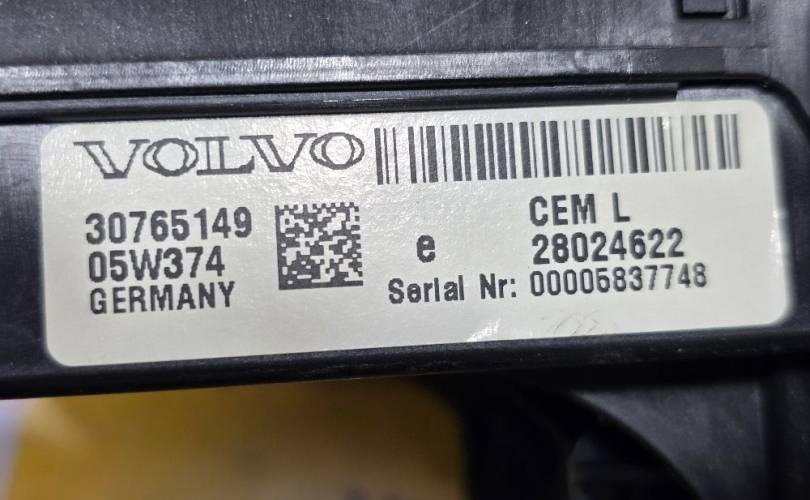 VOLVO
30765149
05W374
GERMANY
e
CEM L
28024622
Serial Nr: 00005837748